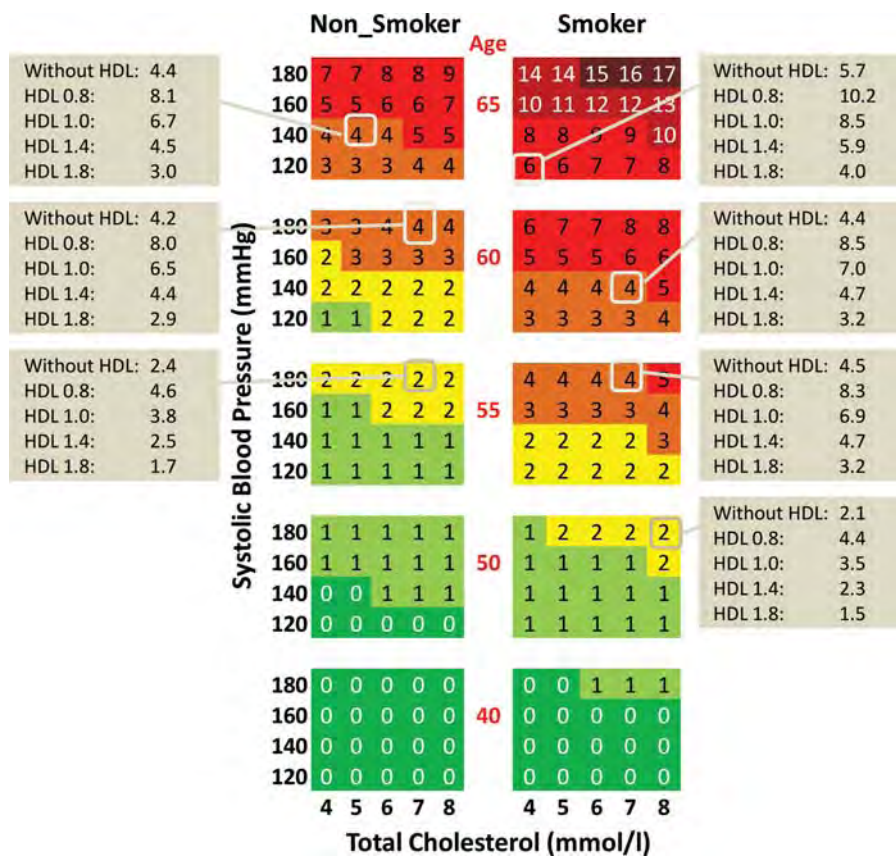 Non_Smoker Smoker
Age
Without HDL: 4.4
HDL 0.8: 8.1
HDL 1.0: 6.7
HDL 1.4: 4.5
HDL 1.8: 3.0
180 7 7 8 8 9
160 5 5 6 6 7
140 4 4 4 5 5
120 3 3 3 4 4
65
14 14 15 16 17
10 11 12 12 13
8 8 9 9 10
6 6 7 7 8
Without HDL: 5.7
HDL 0.8: 10.2
HDL 1.0: 8.5
HDL 1.4: 5.9
HDL 1.8: 4.0
Without HDL: 4.2
HDL 0.8: 8.0
HDL 1.0: 6.5
HDL 1.4: 4.4
HDL 1.8: 2.9
180 3 3 4 4 4
160 2 3 3 3 3
140 2 2 2 2 2
120 1 1 2 2 2
60
6 7 7 8 8
5 5 5 6 6
4 4 4 4 5
3 3 3 3 4
Without HDL: 4.4
HDL 0.8: 8.5
HDL 1.0: 7.0
HDL 1.4: 4.7
HDL 1.8: 3.2
Without HDL: 2.4
HDL 0.8: 4.6
HDL 1.0: 3.8
HDL 1.4: 2.5
HDL 1.8: 1.7
180 2 2 2 2 2
160 1 1 2 2 2
140 1 1 1 1 1
120 1 1 1 1 1
55
4 4 4 4 5
3 3 3 3 4
2 2 2 2 3
2 2 2 2 2
Without HDL: 4.5
HDL 0.8: 8.3
HDL 1.0: 6.9
HDL 1.4: 4.7
HDL 1.8: 3.2
180 1 1 1 1 1
160 1 1 1 1 1
140 0 0 1 1 1
120 0 0 0 0 0
50
1 2 2 2 2
1 1 1 1 2
1 1 1 1 1
1 1 1 1 1
Without HDL: 2.1
HDL 0.8: 4.4
HDL 1.0: 3.5
HDL 1.4: 2.3
HDL 1.8: 1.5
180 0 0 0 0 0
160 0 0 0 0 0
140 0 0 0 0 0
120 0 0 0 0 0
40
0 0 1 1 1
0 0 0 0 0
0 0 0 0 0
0 0 0 0 0
4 5 6 7 8 4 5 6 7 8
Systolic Blood Pressure (mmHg)
Total Cholesterol (mmol/l)